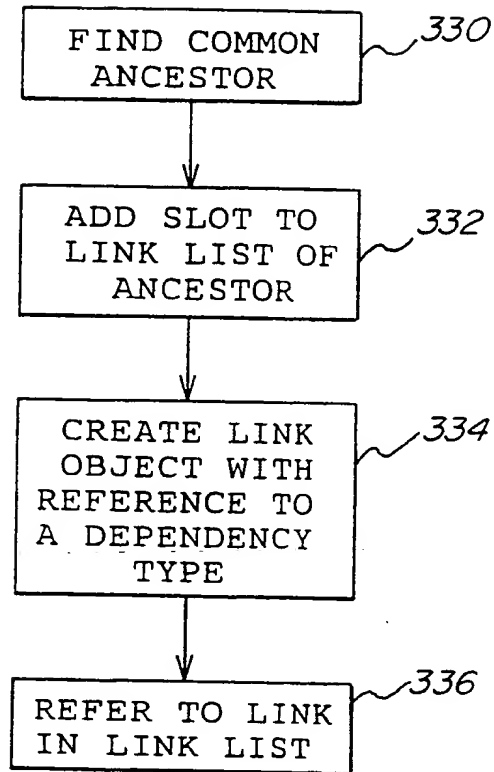 FIND COMMON
ANCESTOR
330
ADD SLOT TO
LINK LIST OF
ANCESTOR
332
CREATE LINK
OBJECT WITH
REFERENCE TO
A DEPENDENCY
TYPE
334
REFER TO LINK
IN LINK LIST
336